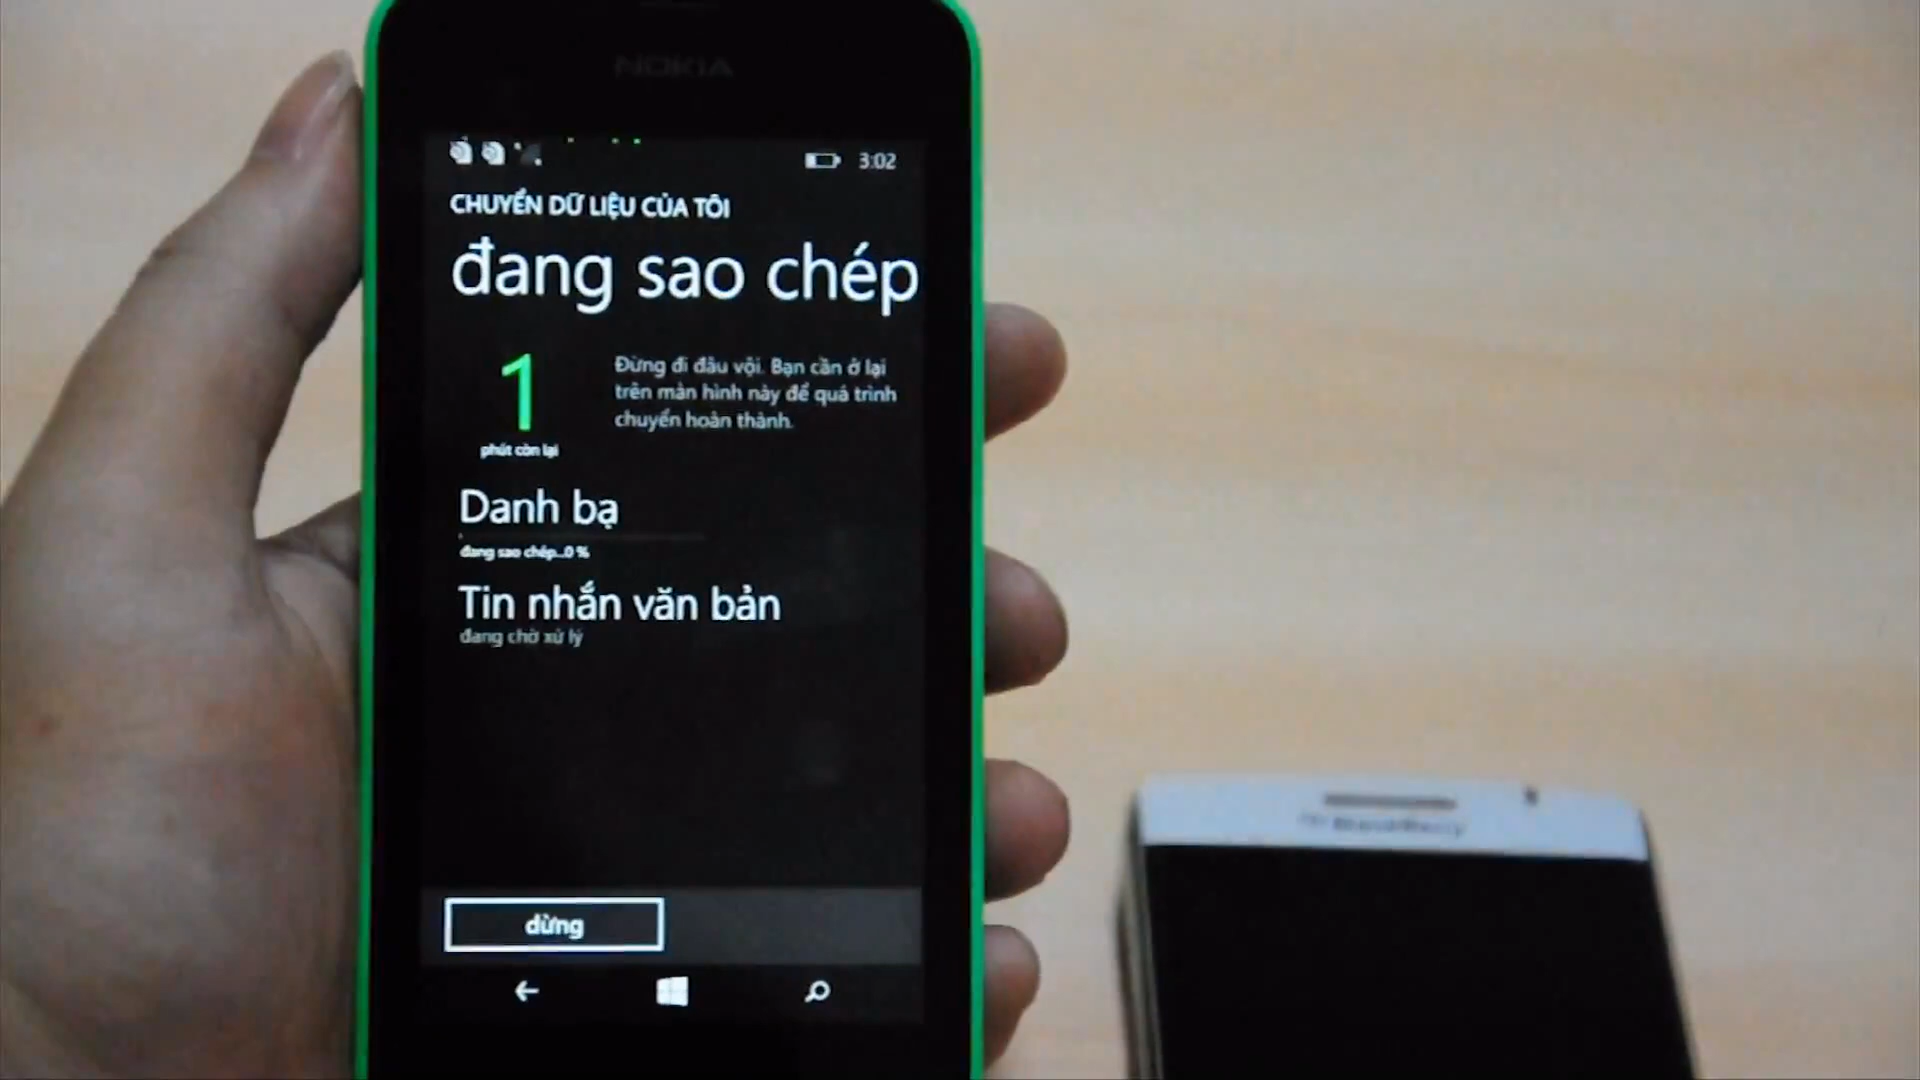 NOKIA
3:02
CHUYỂN DỮ LIỆU CỦA TÔI
đang sao chép
1
phút còn lại
Đừng đi đâu vội. Bạn cần ở lại
trên màn hình này để quá trình
chuyển hoàn thành.
Danh bạ
đang sao chép...0 %
Tin nhắn văn bản
đang chờ xử lý
dừng
BlackBerry